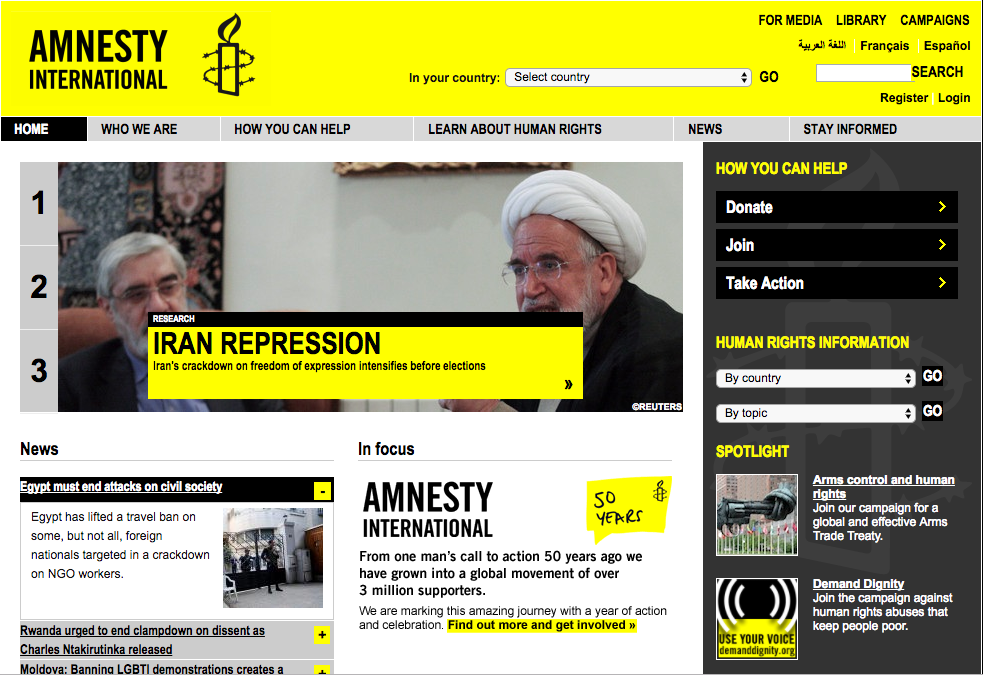 AMNESTY
INTERNATIONAL
FOR MEDIA LIBRARY CAMPAIGNS
اللغة العربية Français Español
In your country: Select country GO
SEARCH
Register Login
HOME WHO WE ARE HOW YOU CAN HELP LEARN ABOUT HUMAN RIGHTS NEWS STAY INFORMED
1
2
3
RESEARCH
IRAN REPRESSION
Iran's crackdown on freedom of expression intensifies before elections
»
©REUTERS
News
Egypt must end attacks on civil society -
Egypt has lifted a travel ban on
some, but not all, foreign
nationals targeted in a crackdown
on NGO workers.
Rwanda urged to end clampdown on dissent as
Charles Ntakirutinka released +
Moldova: Banning LGBTI demonstrations creates a +
In focus
AMNESTY
INTERNATIONAL
50
YEARS
From one man's call to action 50 years ago we
have grown into a global movement of over
3 million supporters.
We are marking this amazing journey with a year of action
and celebration. Find out more and get involved »
HOW YOU CAN HELP
Donate
Join
Take Action
HUMAN RIGHTS INFORMATION
By country GO
By topic GO
SPOTLIGHT
Arms control and human
rights
Join our campaign for a
global and effective Arms
Trade Treaty.
USE YOUR VOICE
demanddignity.org
Demand Dignity
Join the campaign against
human rights abuses that
keep people poor.